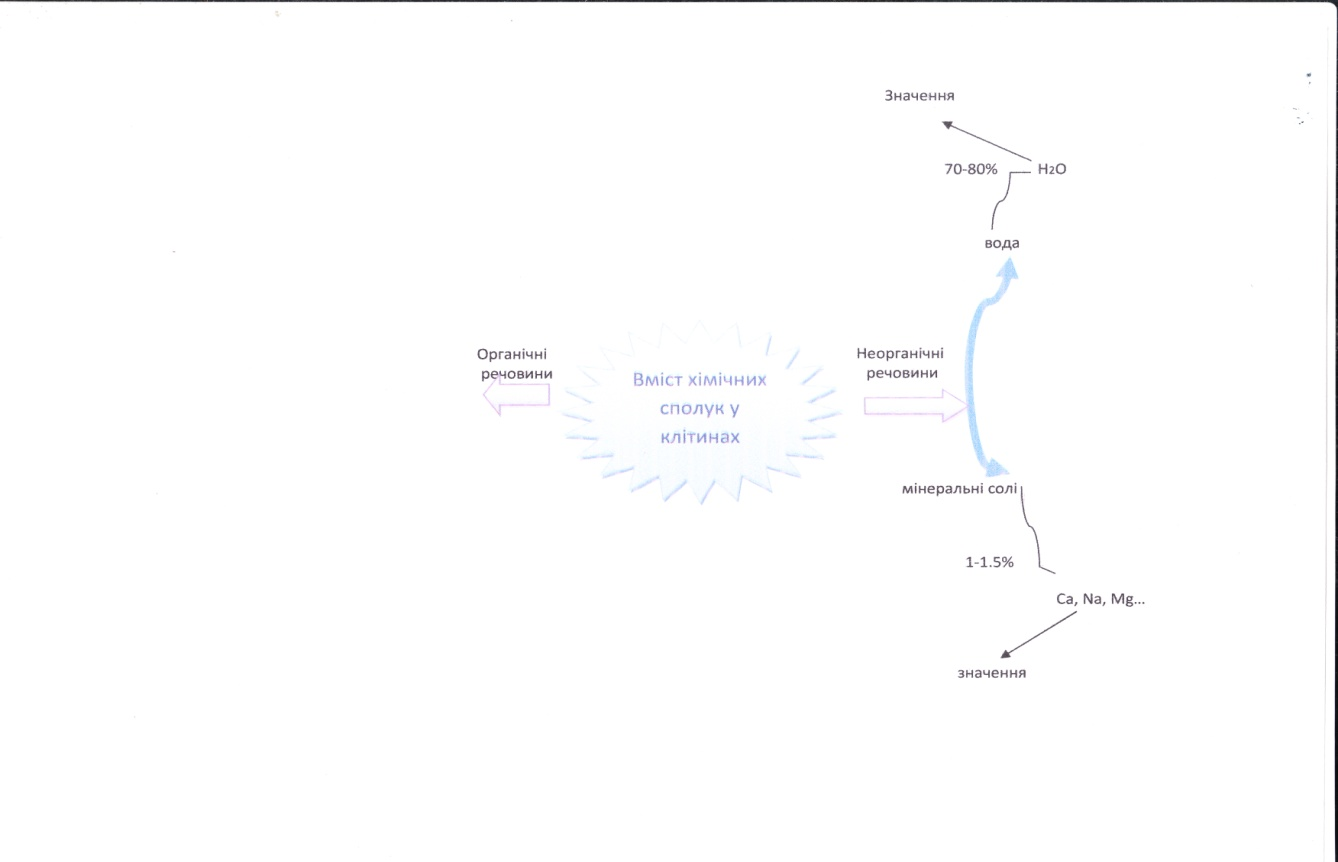 Значення
70-80% H₂O
вода
Органічні
речовини
Вміст хімічних
сполук у
клітинах
Неорганічні
речовини
мінеральні солі
1-1.5%
Ca, Na, Mg...
значення